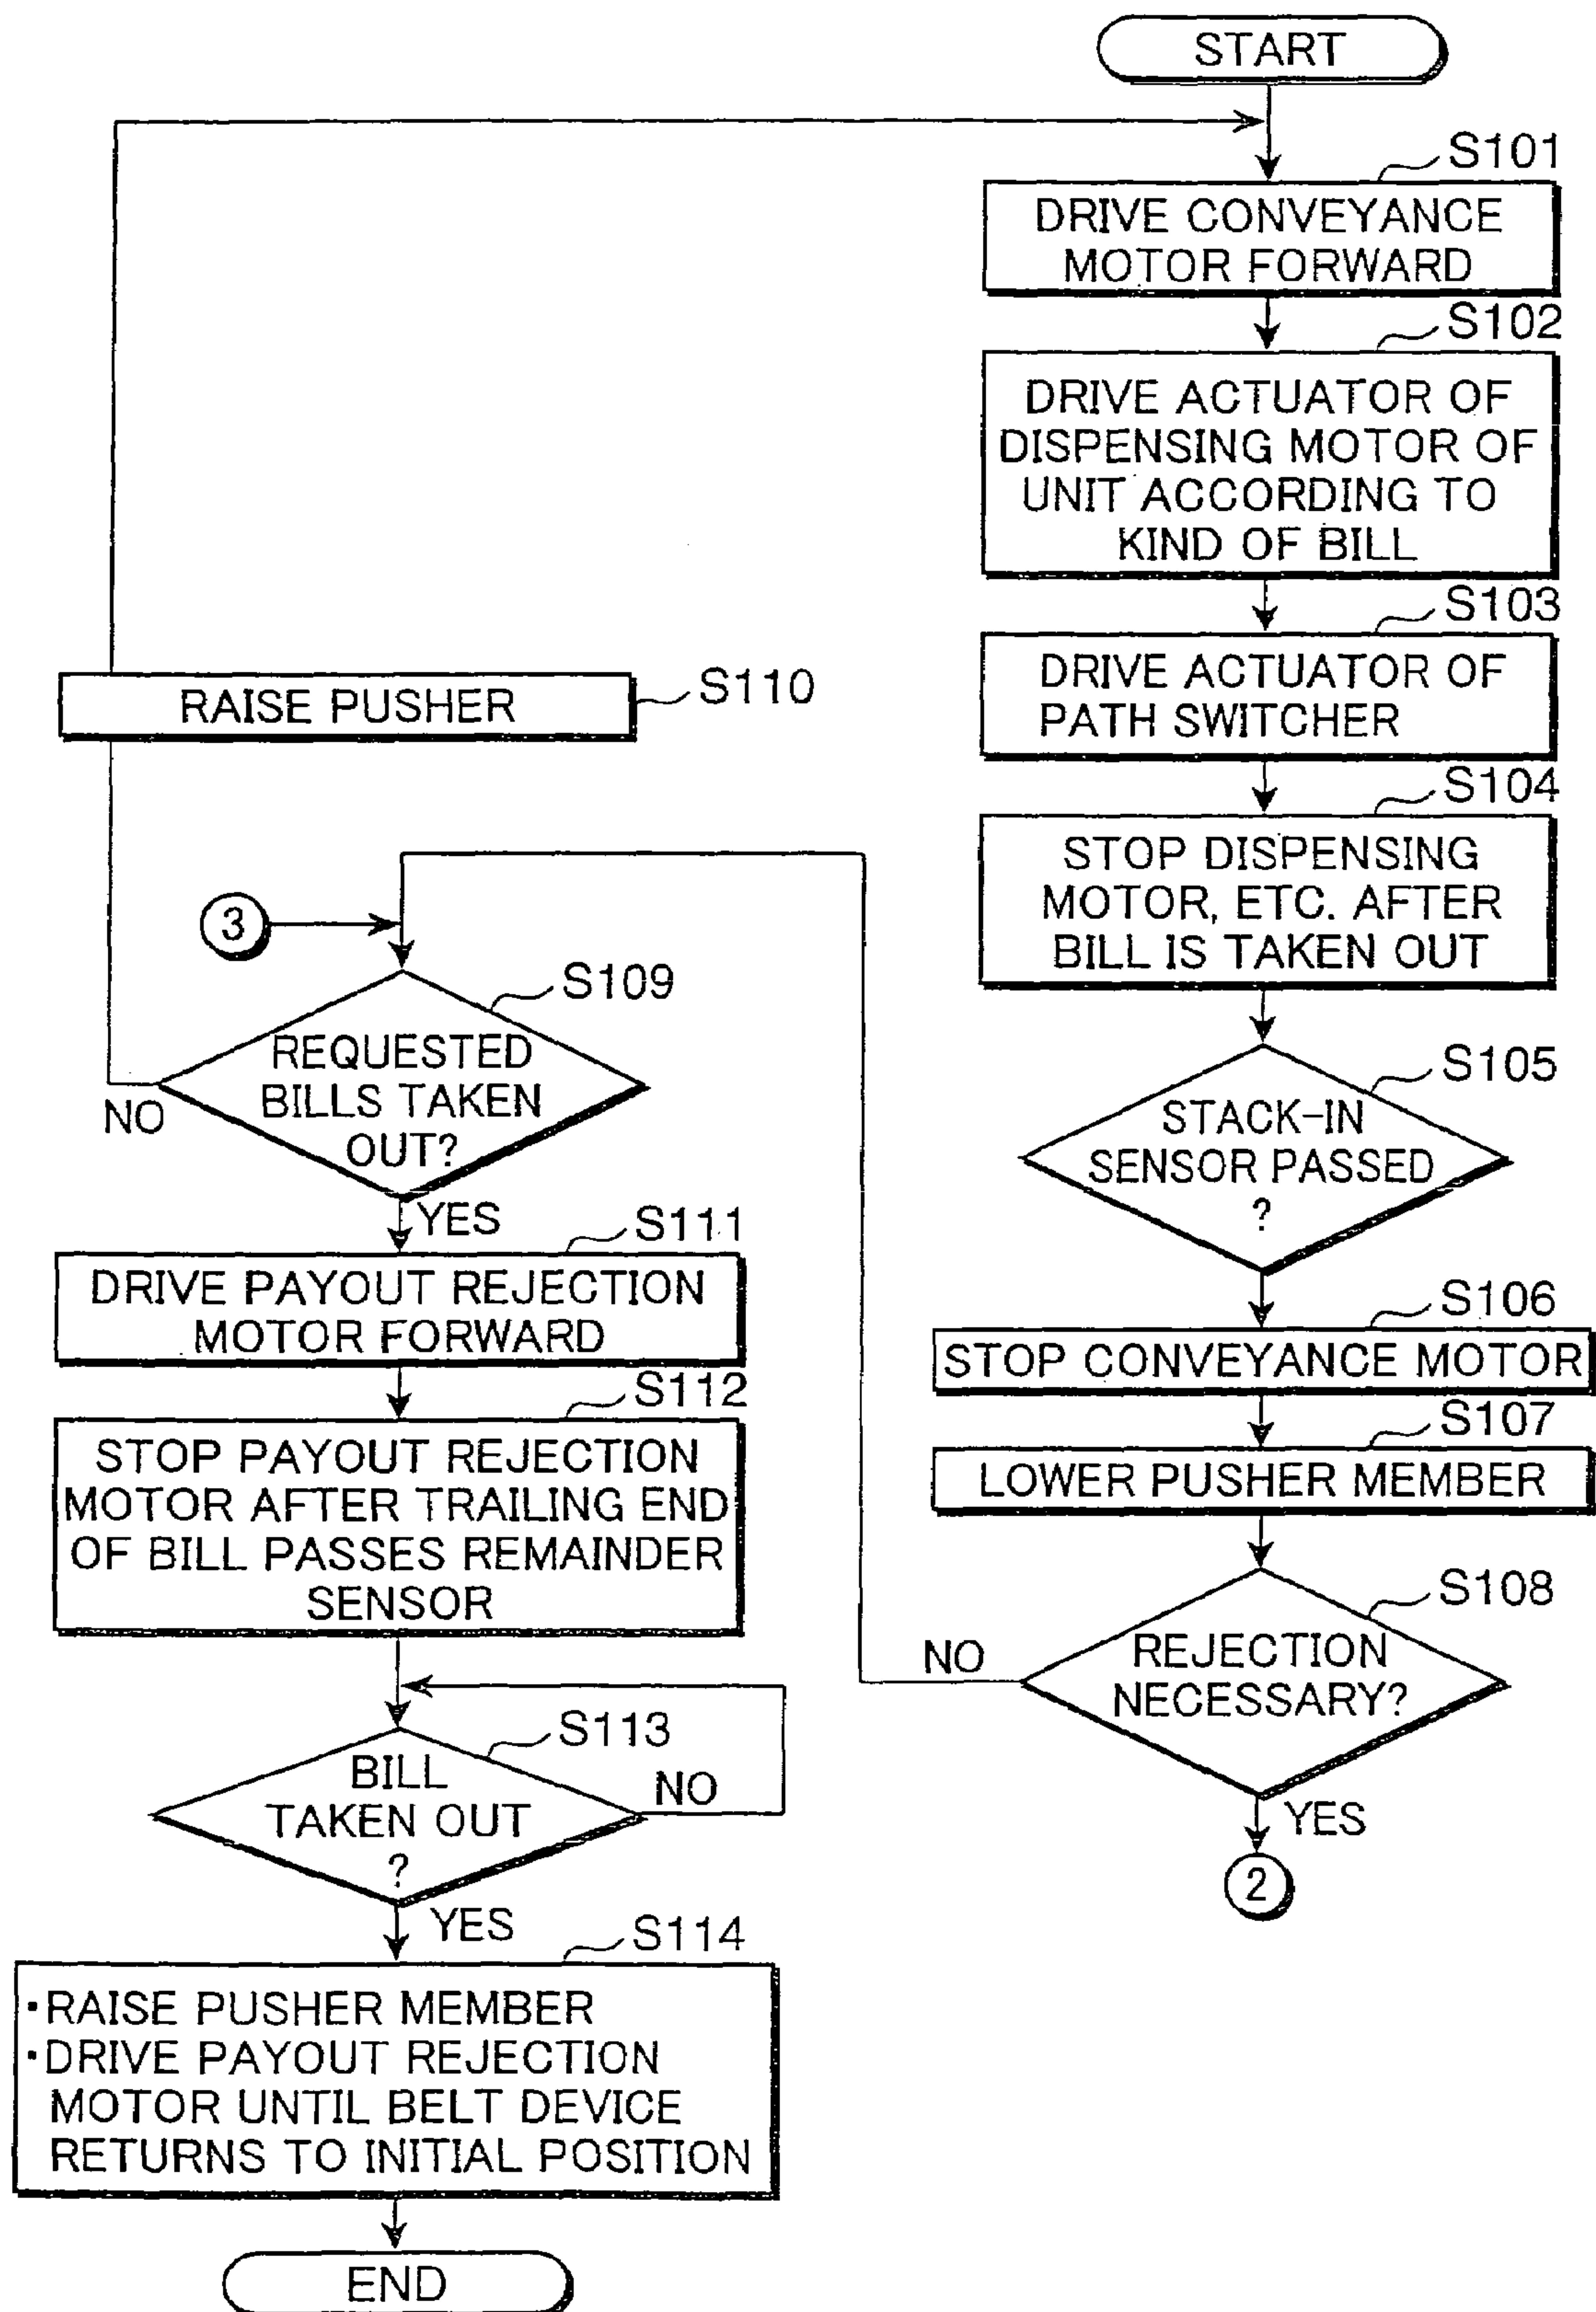 START
S101
DRIVE CONVEYANCE
MOTOR FORWARD
S102
DRIVE ACTUATOR OF
DISPENSING MOTOR OF
UNIT ACCORDING TO
KIND OF BILL
S103
DRIVE ACTUATOR OF
PATH SWITCHER
S104
STOP DISPENSING
MOTOR, ETC. AFTER
BILL IS TAKEN OUT
S105
STACK-IN
SENSOR PASSED
?
S106
STOP CONVEYANCE MOTOR
S107
LOWER PUSHER MEMBER
S108
REJECTION
NECESSARY?
NO
YES
2
RAISE PUSHER
S110
3
S109
REQUESTED
BILLS TAKEN
OUT?
NO
YES
S111
DRIVE PAYOUT REJECTION
MOTOR FORWARD
S112
STOP PAYOUT REJECTION
MOTOR AFTER TRAILING END
OF BILL PASSES REMAINDER
SENSOR
S113
BILL
TAKEN OUT
?
NO
YES
S114
・RAISE PUSHER MEMBER
・DRIVE PAYOUT REJECTION
MOTOR UNTIL BELT DEVICE
RETURNS TO INITIAL POSITION
END